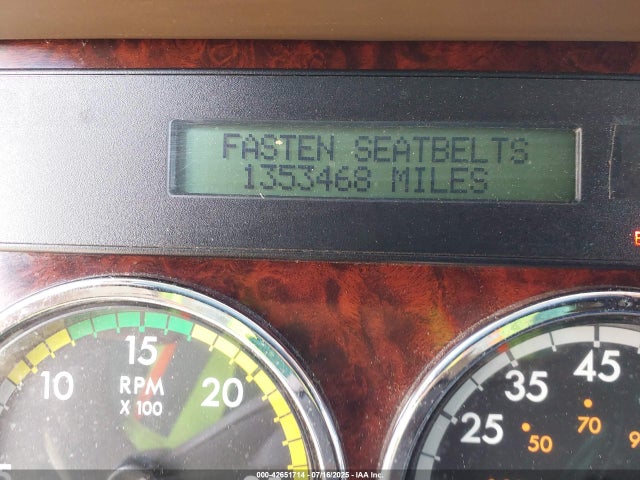 FASTEN SEATBELTS
1353468 MILES
10 15 20
RPM
X 100
25 35 45
50 70
000-42651714 - 07/16/2025 - IAA Inc.